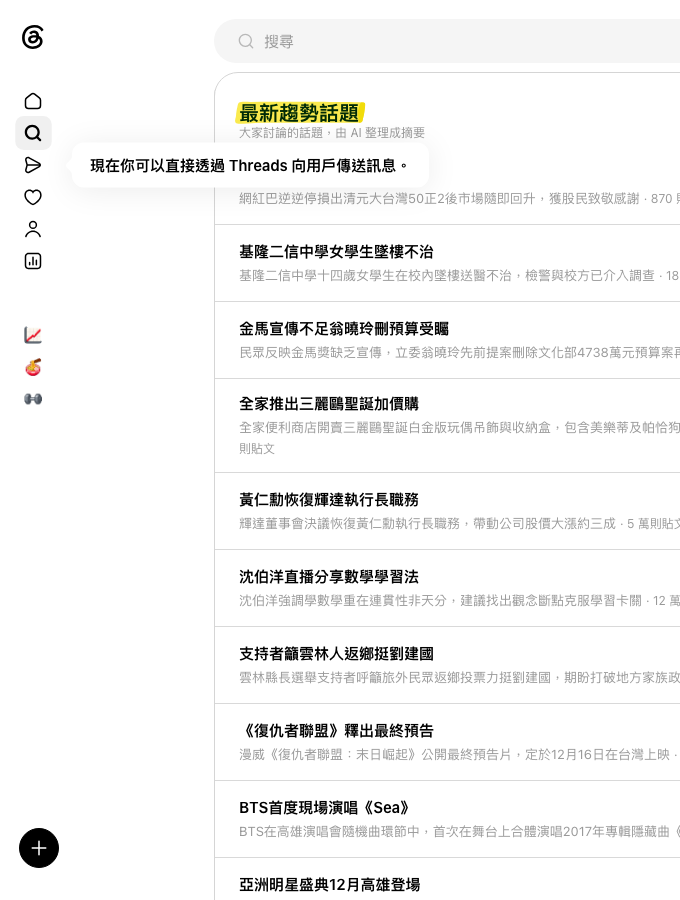 搜尋
最新趨勢話題
大家討論的話題，由 AI 整理成摘要
現在你可以直接透過 Threads 向用戶傳送訊息。
網紅巴逆逆停損出清元大台灣50正2後市場隨即回升，獲股民致敬感謝 · 870
基隆二信中學女學生墜樓不治
基隆二信中學十四歲女學生在校內墜樓送醫不治，檢警與校方已介入調查 · 18
金馬宣傳不足翁曉玲刪預算受矚
民眾反映金馬獎缺乏宣傳，立委翁曉玲先前提案刪除文化部4738萬元預算案再
全家推出三麗鷗聖誕加價購
全家便利商店開賣三麗鷗聖誕白金版玩偶吊飾與收納盒，包含美樂蒂及帕恰狗
則貼文
黃仁勳恢復輝達執行長職務
輝達董事會決議恢復黃仁勳執行長職務，帶動公司股價大漲約三成 · 5 萬則貼文
沈伯洋直播分享數學學習法
沈伯洋強調學數學重在連貫性非天分，建議找出觀念斷點克服學習卡關 · 12 萬
支持者籲雲林人返鄉挺劉建國
雲林縣長選舉支持者呼籲旅外民眾返鄉投票力挺劉建國，期盼打破地方家族政
《復仇者聯盟》釋出最終預告
漫威《復仇者聯盟：末日崛起》公開最終預告片，定於12月16日在台灣上映 ·
BTS首度現場演唱《Sea》
BTS在高雄演唱會隨機曲環節中，首次在舞台上合體演唱2017年專輯隱藏曲《
亞洲明星盛典12月高雄登場